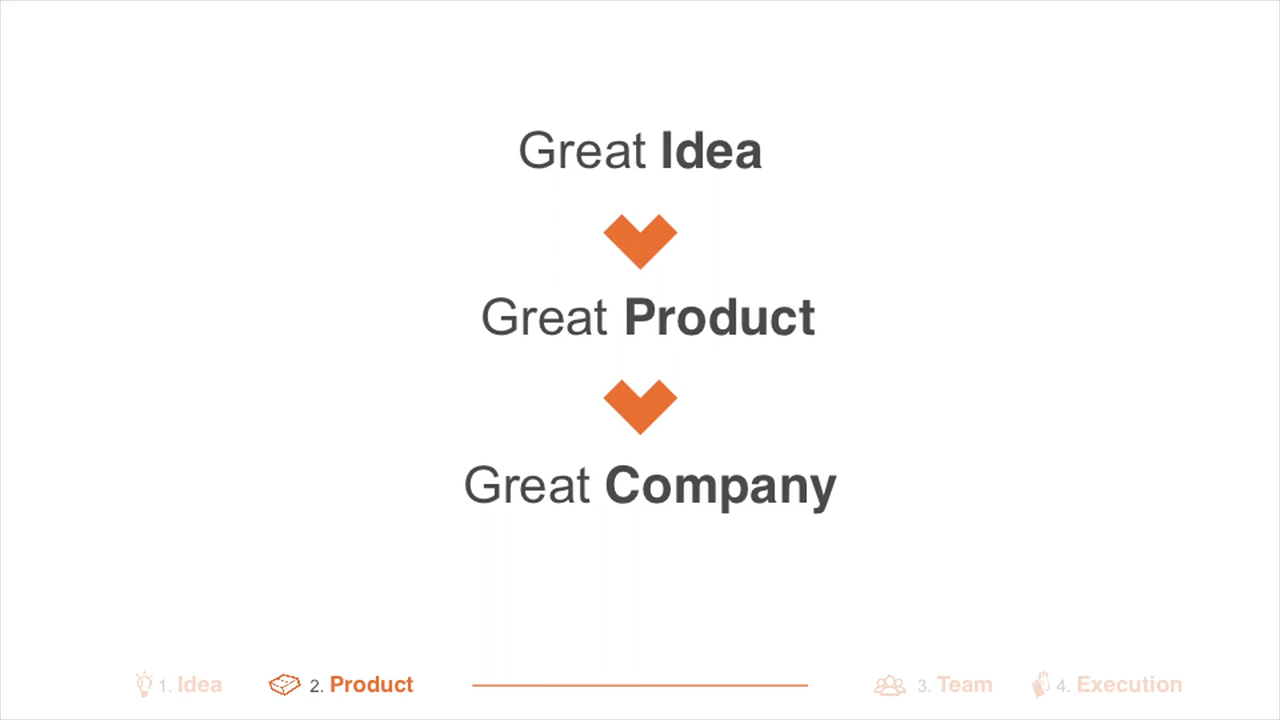 Great Idea
Great Product
Great Company
1. Idea
2. Product
3. Team
4. Execution